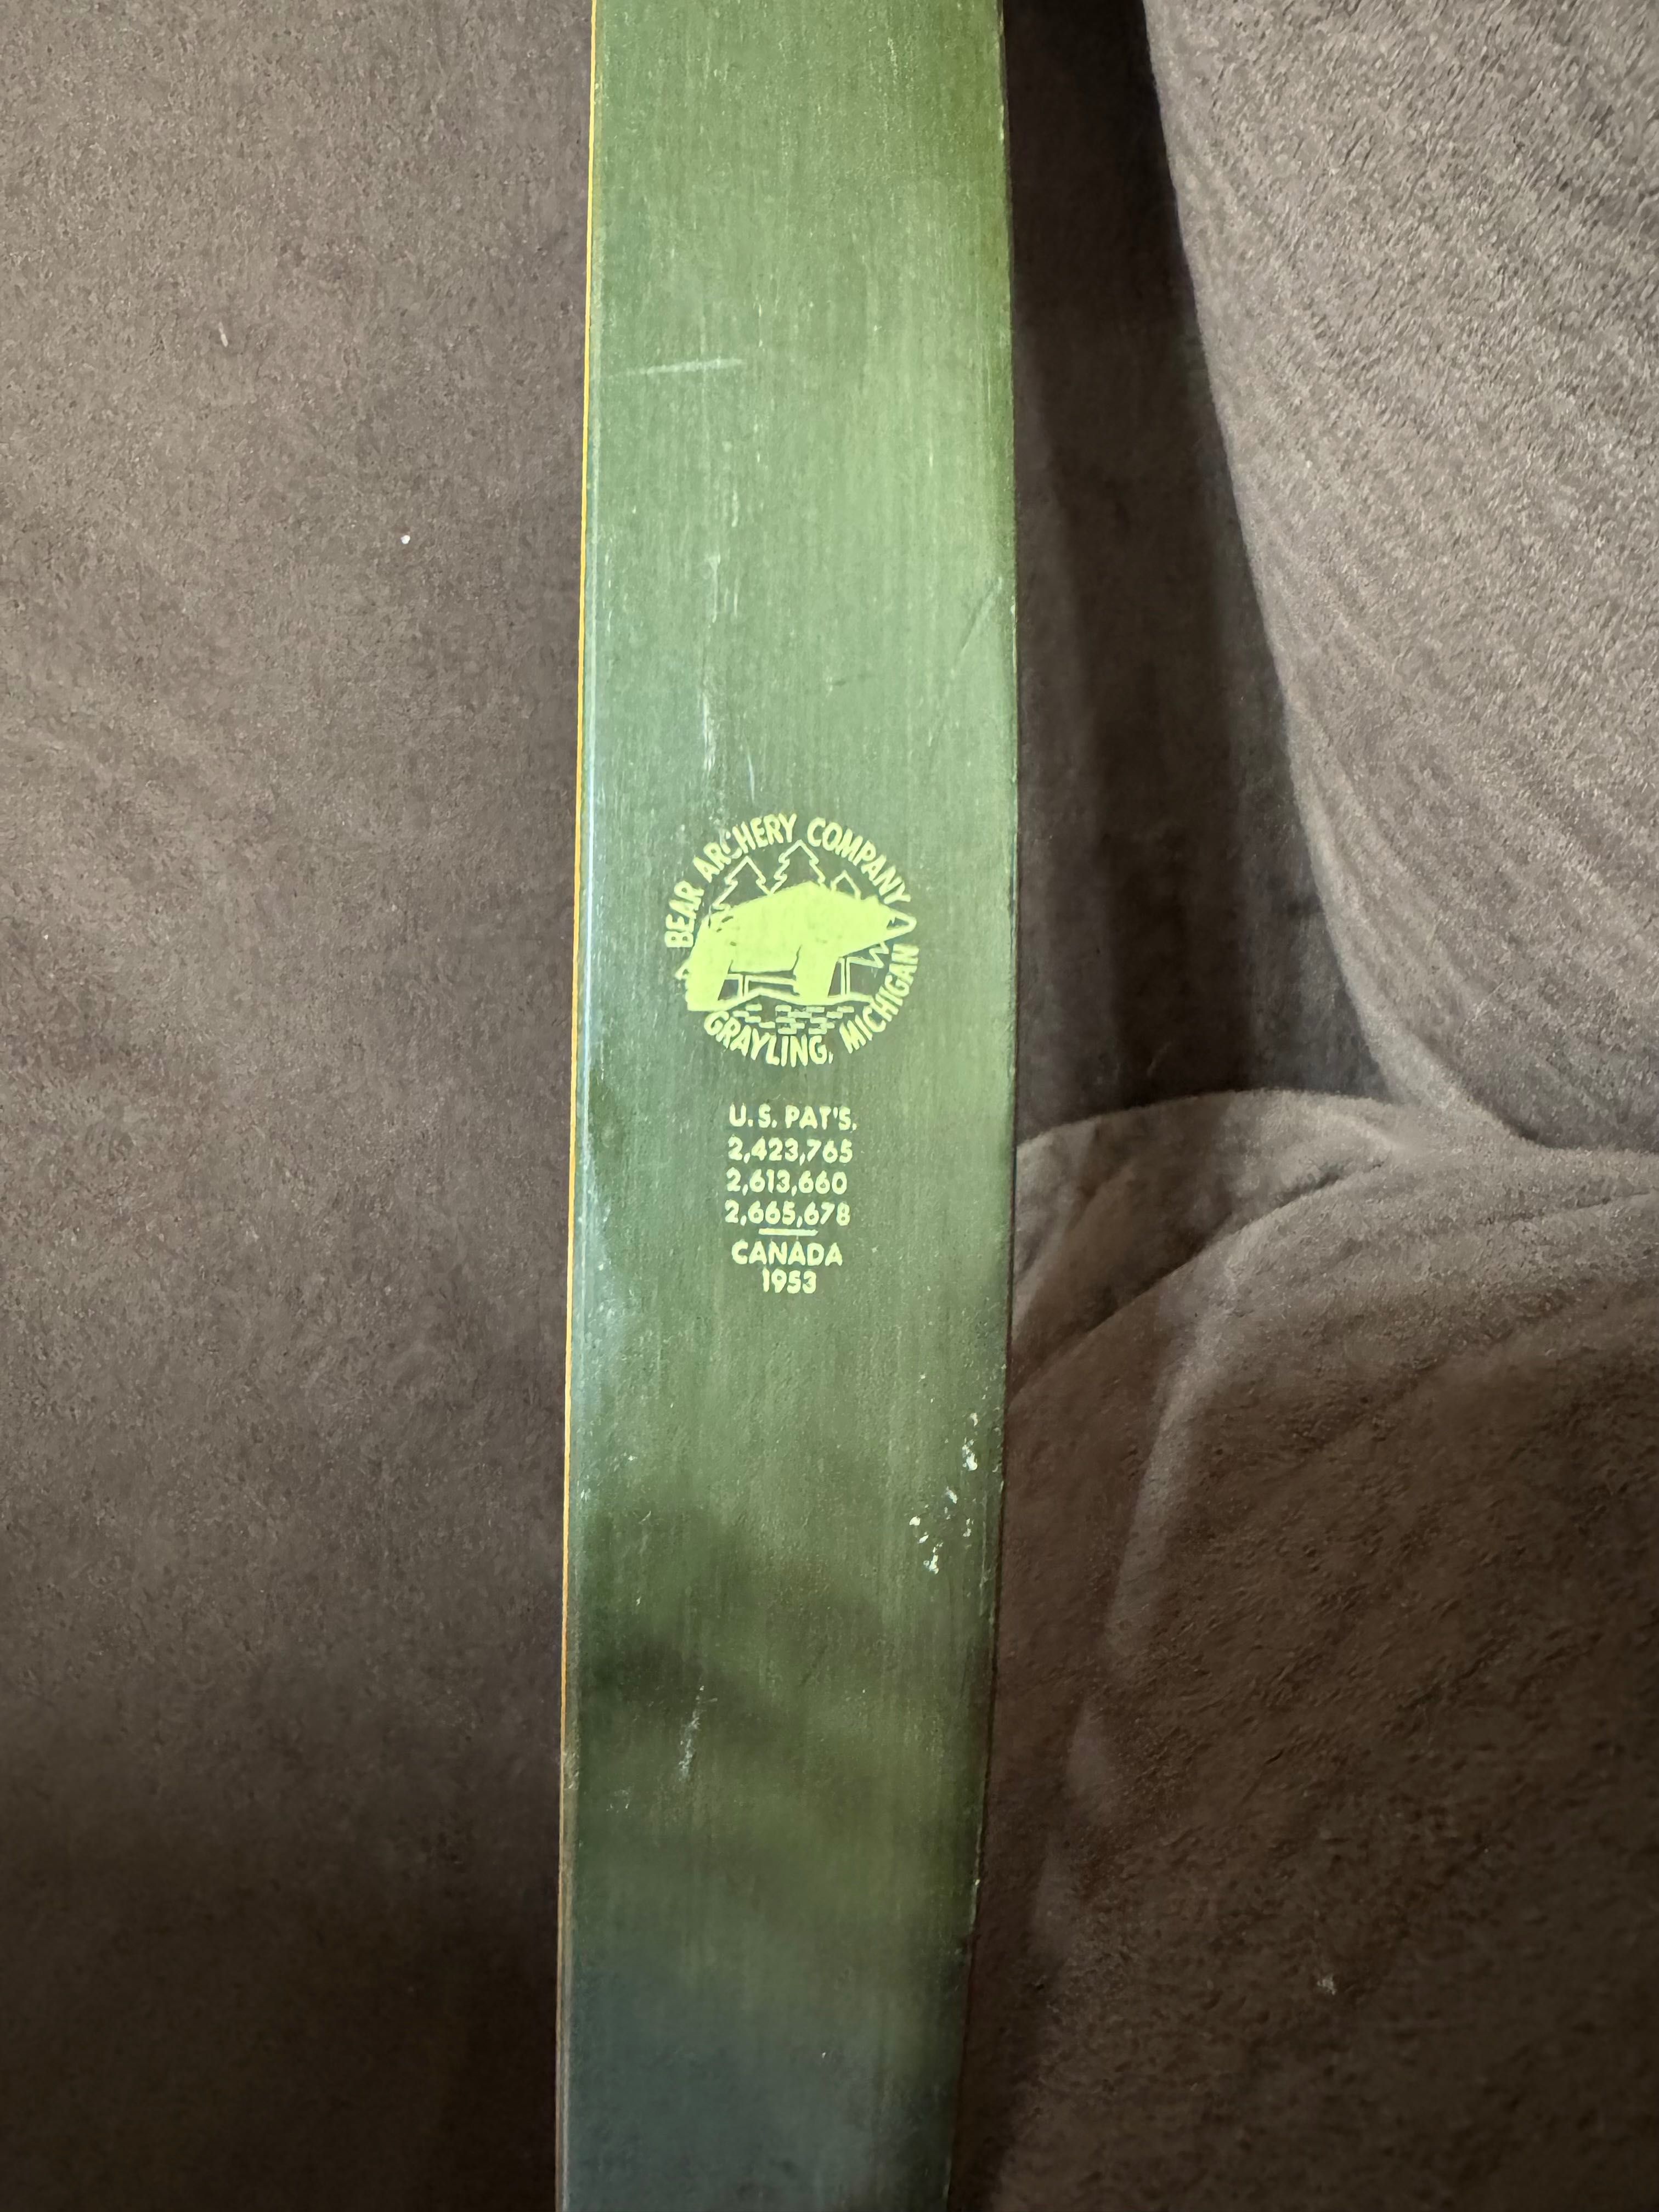 BEAR ARCHERY COMPANY
GRAYLING, MICHIGAN
U.S. PAT'S.
2,423,765
2,613,660
2,665,678
CANADA
1953